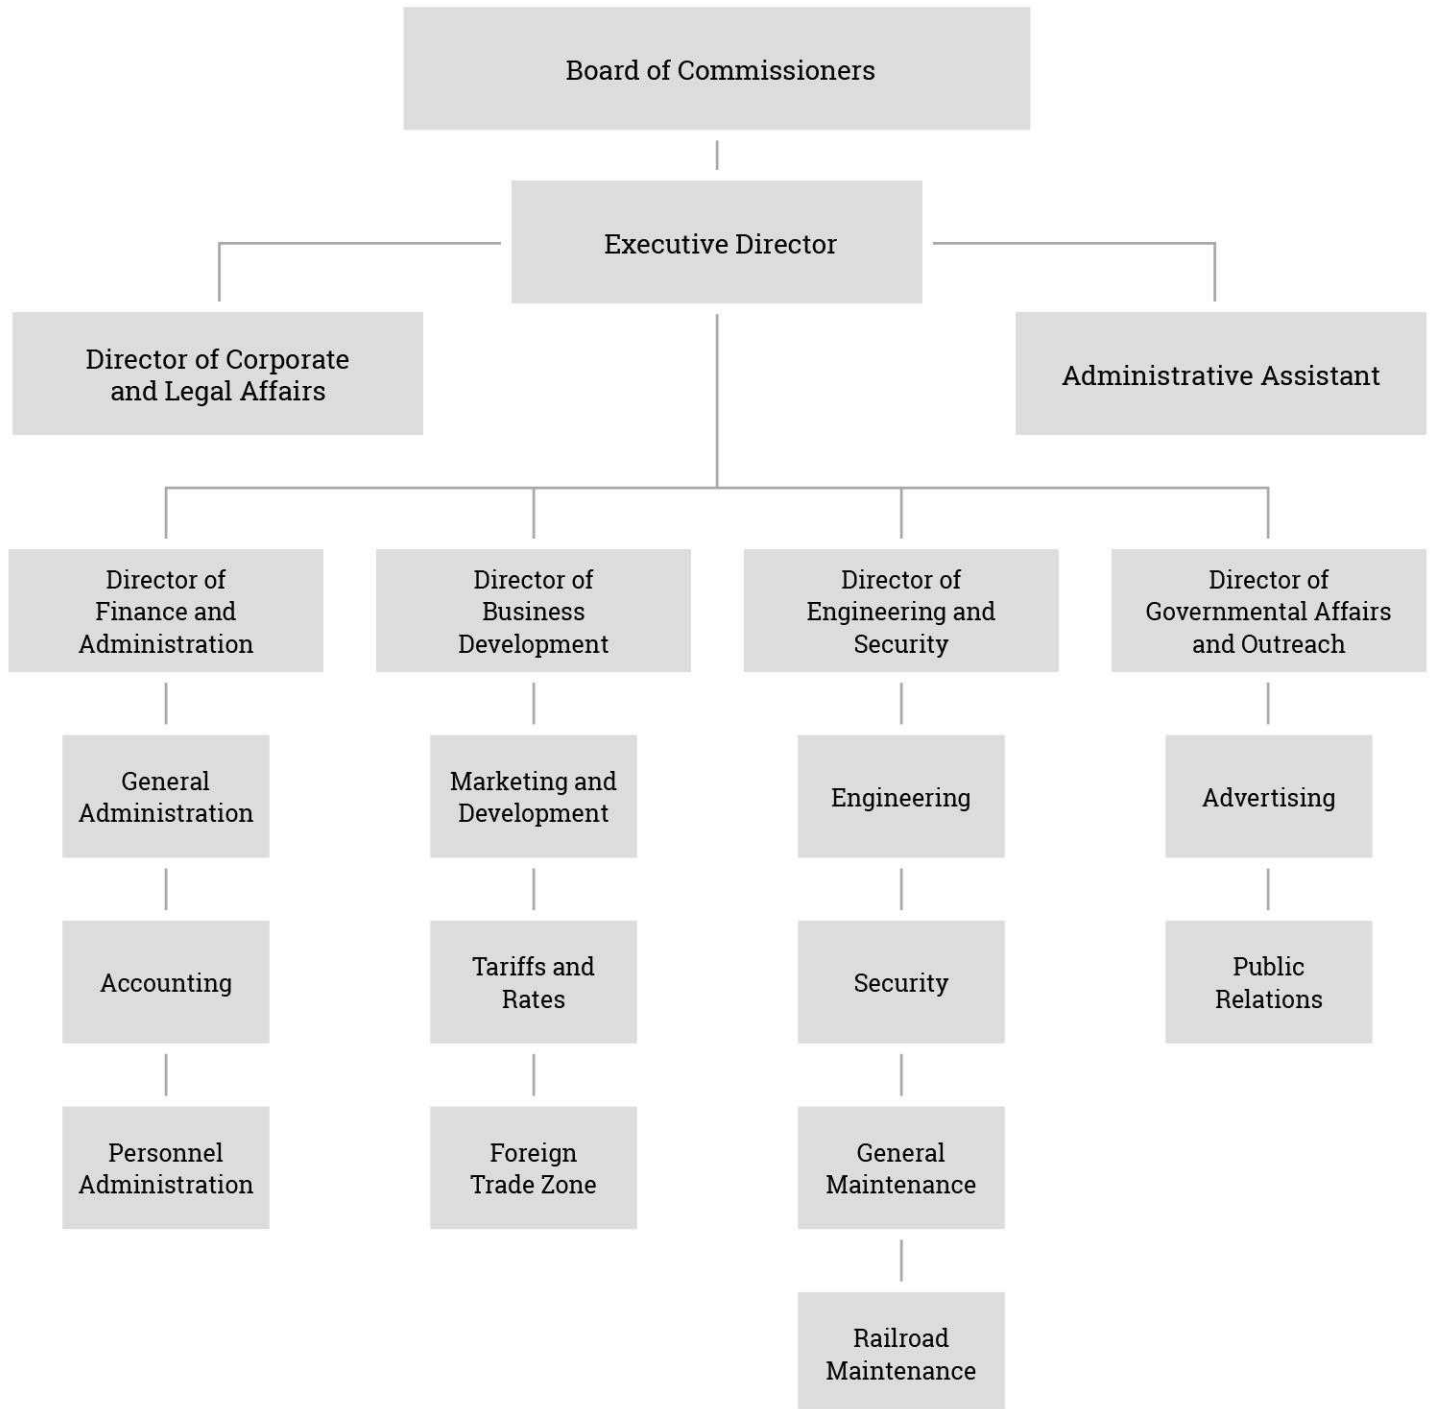 Board of Commissioners
Executive Director
Director of Corporate
and Legal Affairs
Administrative Assistant
Director of
Finance and
Administration
Director of
Business
Development
Director of
Engineering and
Security
Director of
Governmental Affairs
and Outreach
General
Administration
Marketing and
Development
Engineering
Advertising
Accounting
Tariffs and
Rates
Security
Public
Relations
Personnel
Administration
Foreign
Trade Zone
General
Maintenance
Railroad
Maintenance